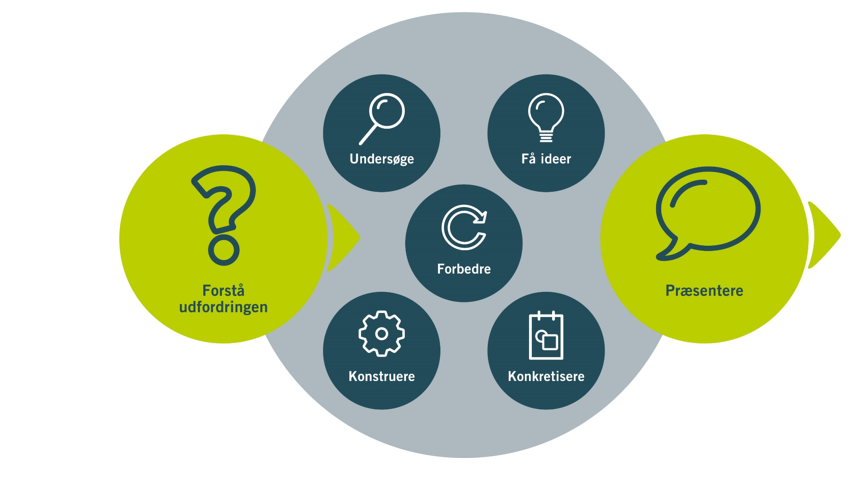 Forstå
udfordringen
Undersøge
Få ideer
Forbedre
Konstruere
Konkretisere
Præsentere